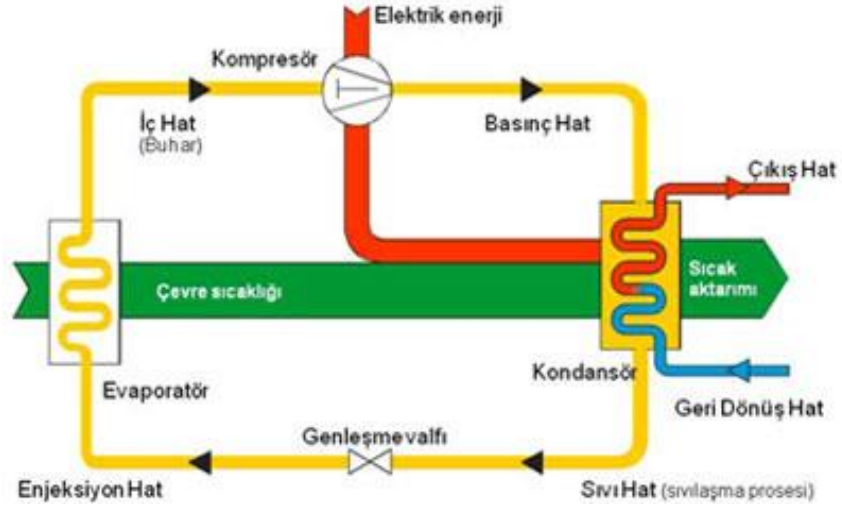 Elektrik enerji
Kompresör
İç Hat
(Buhar)
Basınç Hat
Çıkış Hat
Çevre sıcaklığı
Sıcak
aktarımı
Evaporatör
Kondansör
Geri Dönüş Hat
Genleşme valfı
Enjeksiyon Hat
Sıvı Hat (sıvılaşma prosesi)